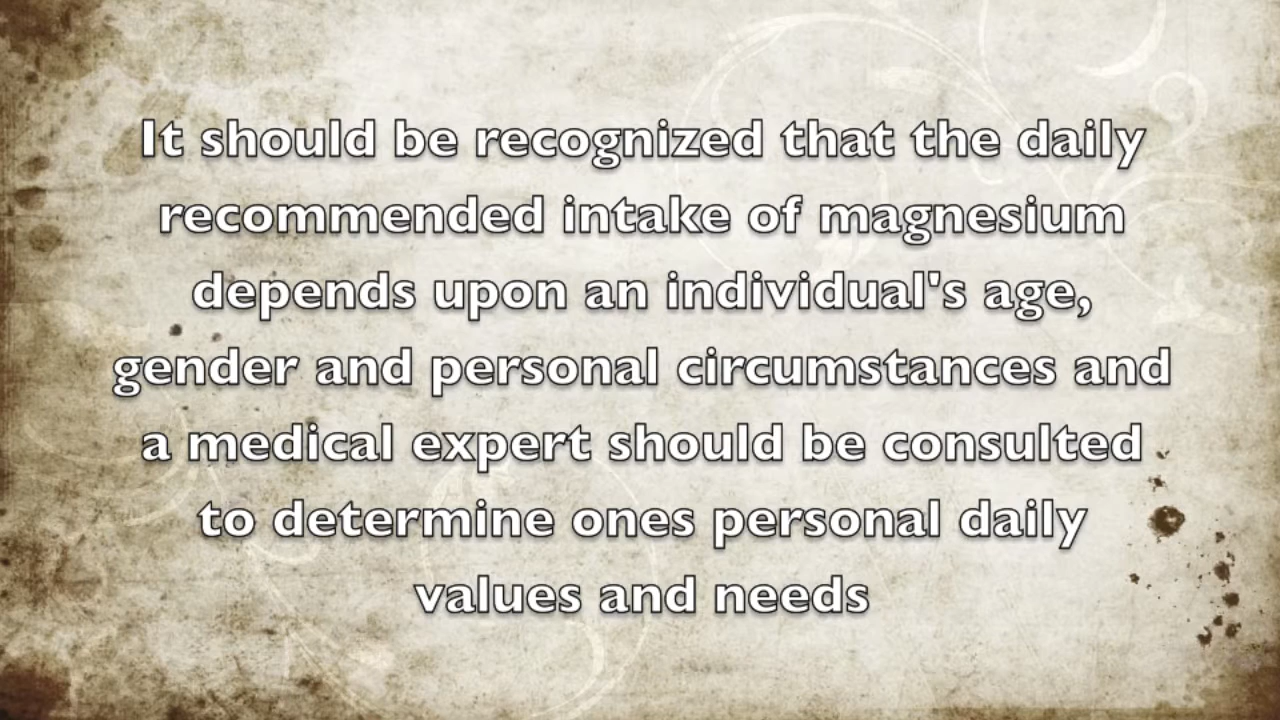 It should be recognized that the daily
recommended intake of magnesium
depends upon an individual's age,
gender and personal circumstances and
a medical expert should be consulted
to determine ones personal daily
values and needs